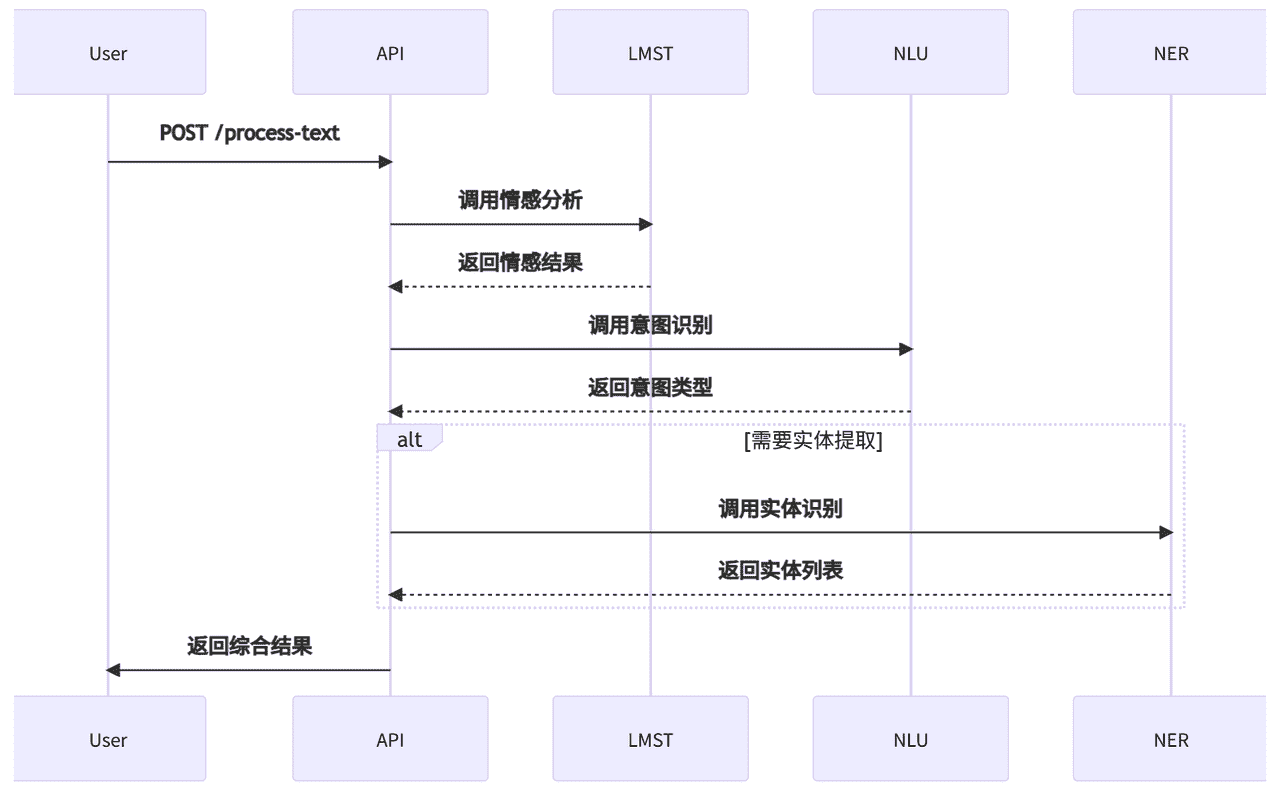 User
API
LMST
NLU
NER
POST /process-text
调用情感分析
返回情感结果
调用意图识别
返回意图类型
alt
[需要实体提取]
调用实体识别
返回实体列表
返回综合结果
User
API
LMST
NLU
NER